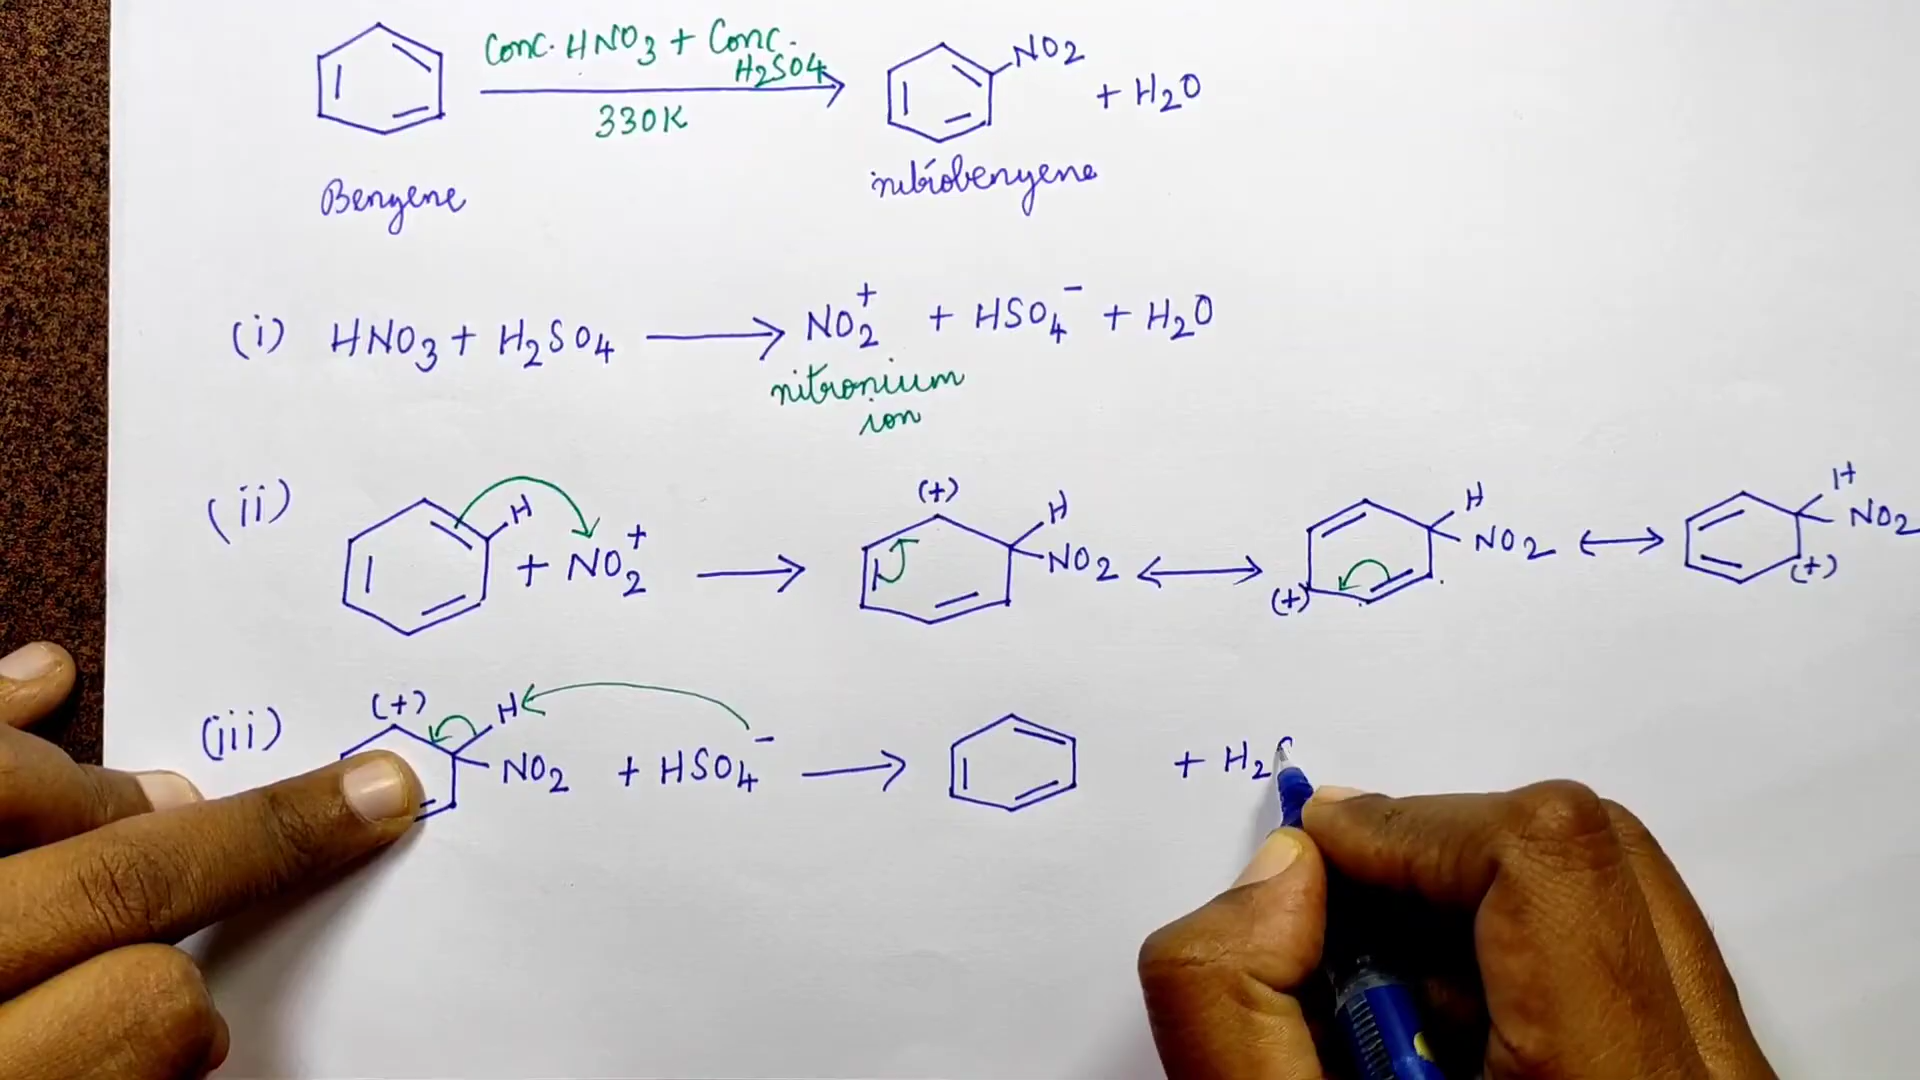 Conc. HNO3 + Conc. H2SO4
NO2
330K
+ H2O
Benzene
nitrobenzene
(i) HNO3 + H2SO4 ⟶ NO2+ + HSO4− + H2O
nitronium
ion
(ii) H + NO2+ ⟶ (+) H NO2 ⟷ (+) H NO2 ⟷ (+) H NO2
(iii) (+) H NO2 + HSO4− ⟶ + H2S